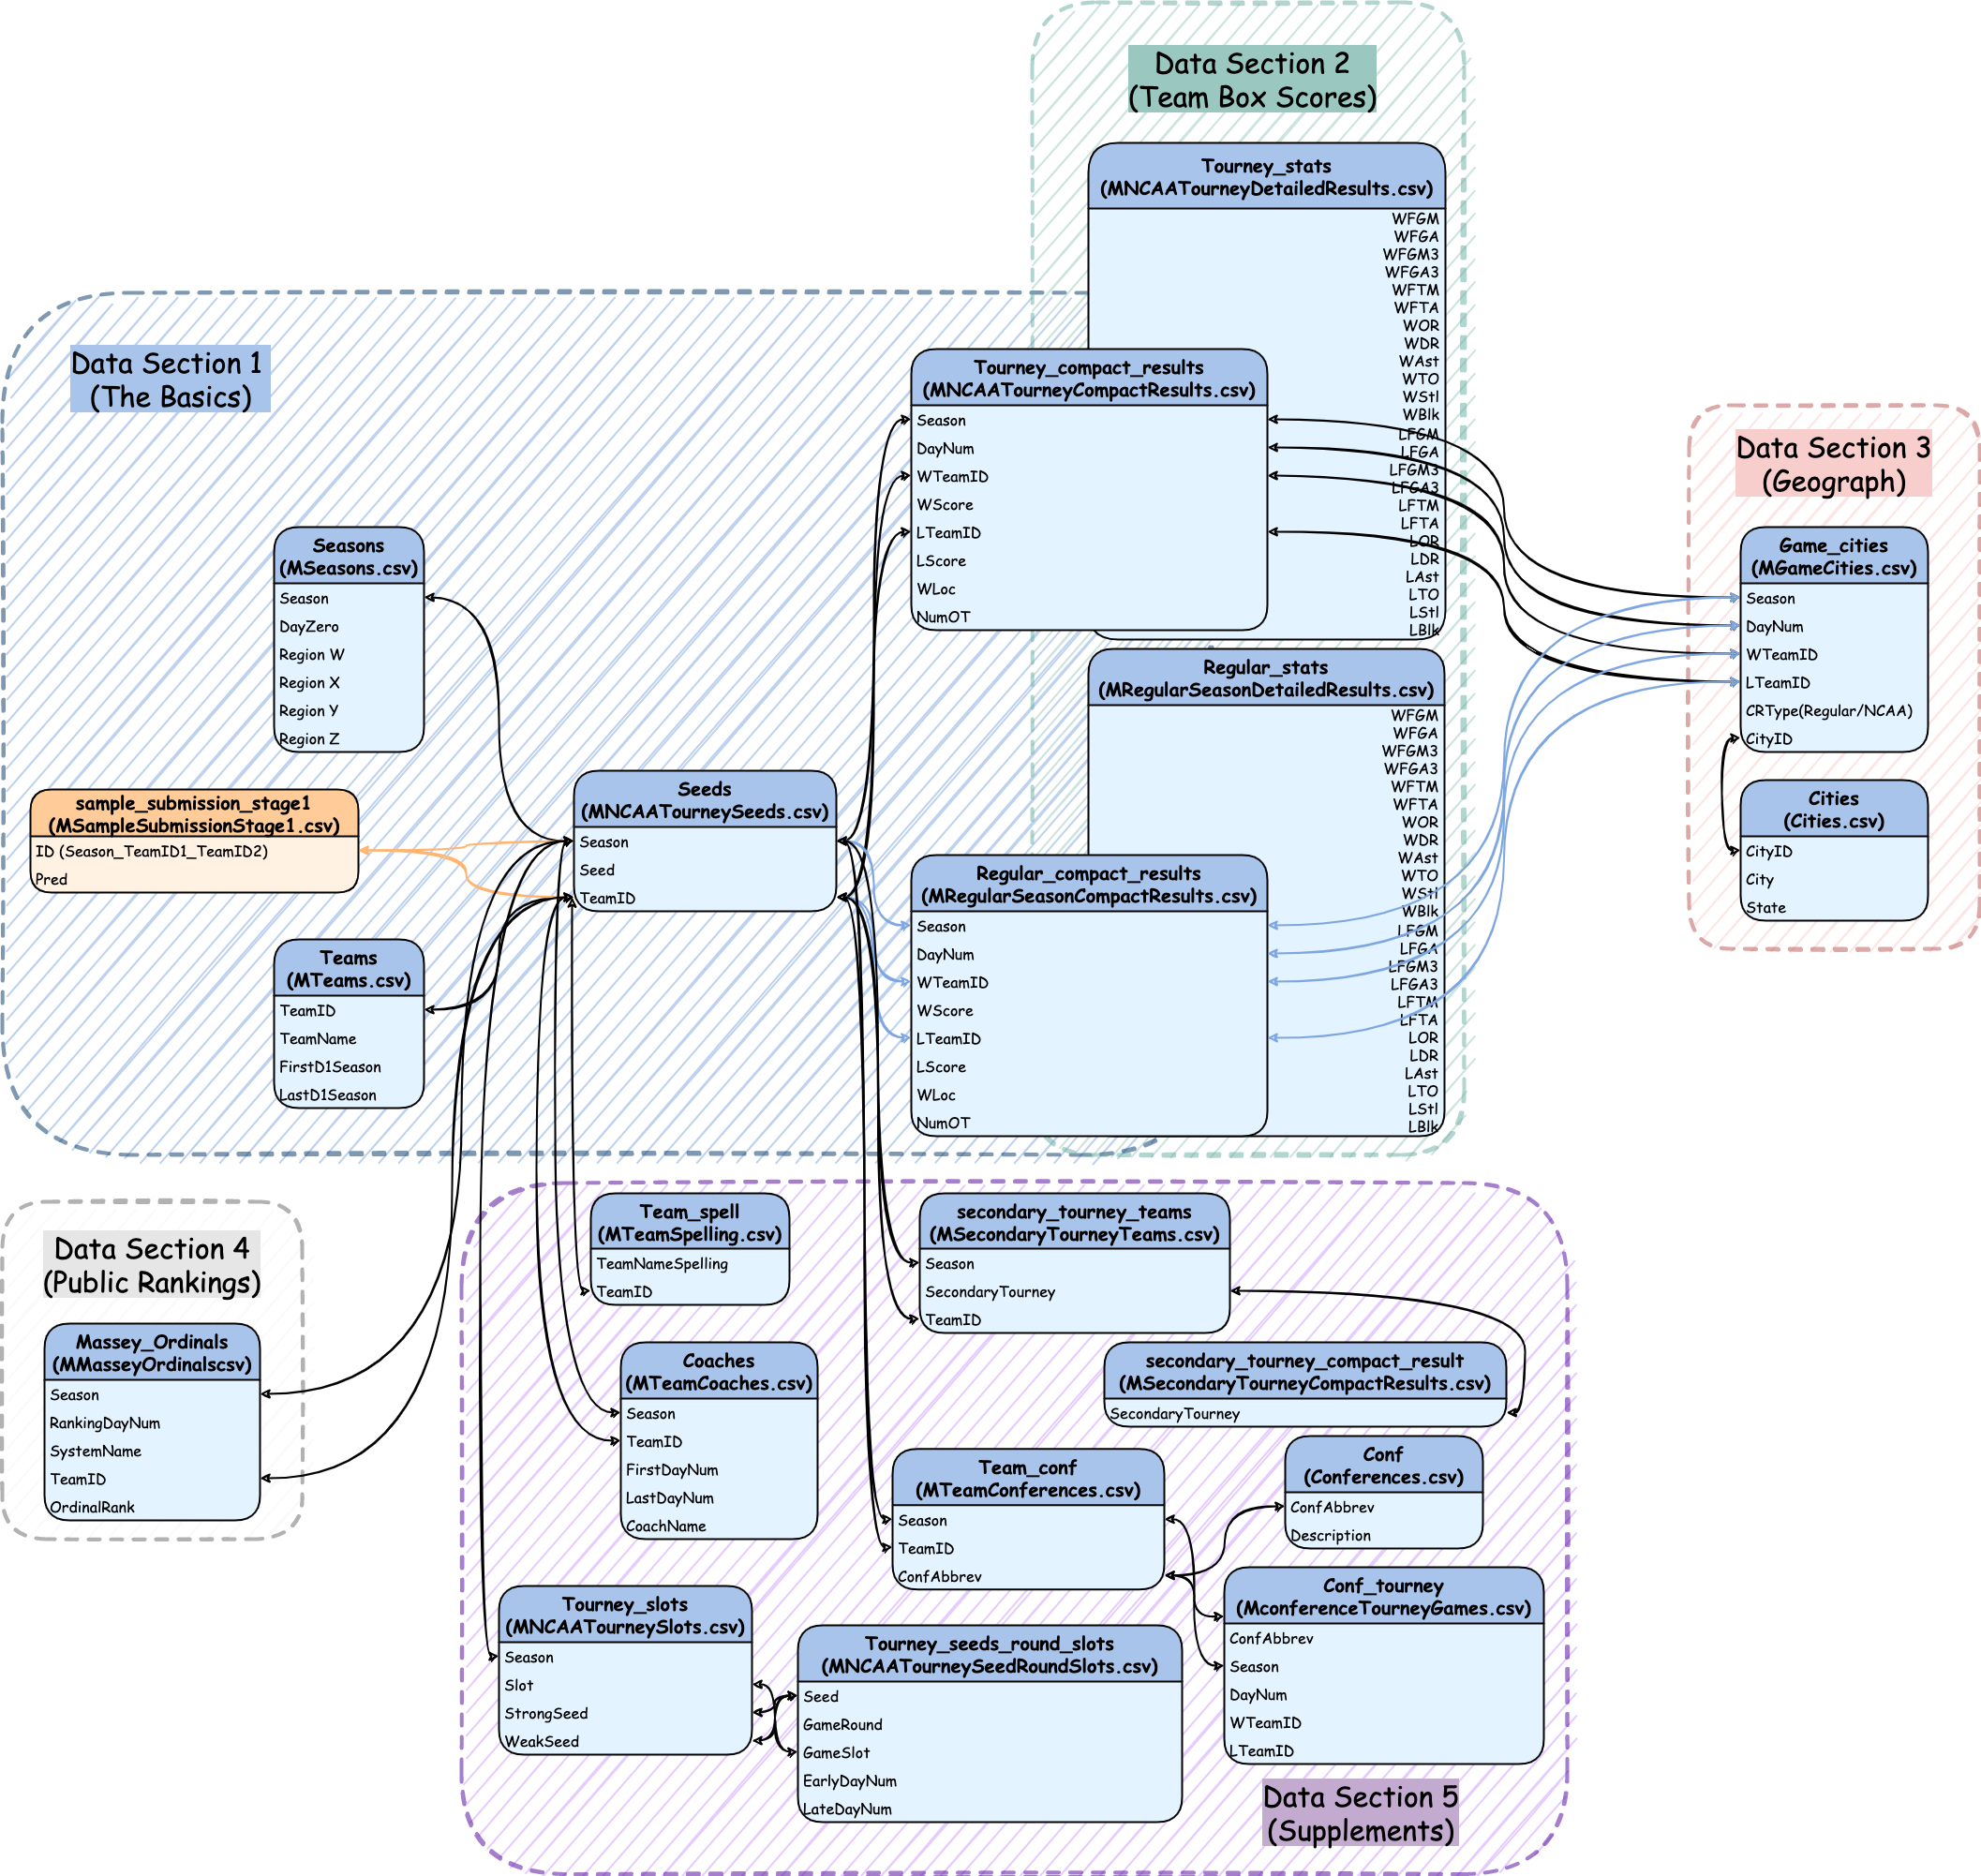 Data Section 2
(Team Box Scores)
Tourney_stats
(MNCAATourneyDetailedResults.csv)
WFGM
WFGA
WFGM3
WFGA3
WFTM
WFTA
WOR
WDR
WAst
WTO
WStl
WBlk
LFGM
LFGA
LFGM3
LFGA3
LFTM
LFTA
LOR
LDR
LAst
LTO
LStl
LBlk
Data Section 1
(The Basics)
Tourney_compact_results
(MNCAATourneyCompactResults.csv)
Season
DayNum
WTeamID
WScore
LTeamID
LScore
WLoc
NumOT
Data Section 3
(Geograph)
Game_cities
(MGameCities.csv)
Season
DayNum
WTeamID
LTeamID
CRType(Regular/NCAA)
CityID
Cities
(Cities.csv)
CityID
City
State
Seasons
(MSeasons.csv)
Season
DayZero
Region W
Region X
Region Y
Region Z
sample_submission_stage1
(MSampleSubmissionStage1.csv)
ID (Season_TeamID1_TeamID2)
Pred
Seeds
(MNCAATourneySeeds.csv)
Season
Seed
TeamID
Teams
(MTeams.csv)
TeamID
TeamName
FirstD1Season
LastD1Season
Regular_stats
(MRegularSeasonDetailedResults.csv)
WFGM
WFGA
WFGM3
WFGA3
WFTM
WFTA
WOR
WDR
WAst
WTO
WStl
WBlk
LFGM
LFGA
LFGM3
LFGA3
LFTM
LFTA
LOR
LDR
LAst
LTO
LStl
LBlk
Regular_compact_results
(MRegularSeasonCompactResults.csv)
Season
DayNum
WTeamID
WScore
LTeamID
LScore
WLoc
NumOT
Data Section 4
(Public Rankings)
Massey_Ordinals
(MMasseyOrdinalscsv)
Season
RankingDayNum
SystemName
TeamID
OrdinalRank
Team_spell
(MTeamSpelling.csv)
TeamNameSpelling
TeamID
secondary_tourney_teams
(MSecondaryTourneyTeams.csv)
Season
SecondaryTourney
TeamID
Coaches
(MTeamCoaches.csv)
Season
TeamID
FirstDayNum
LastDayNum
CoachName
secondary_tourney_compact_result
(MSecondaryTourneyCompactResults.csv)
SecondaryTourney
Team_conf
(MTeamConferences.csv)
Season
TeamID
ConfAbbrev
Conf
(Conferences.csv)
ConfAbbrev
Description
Conf_tourney
(MconferenceTourneyGames.csv)
ConfAbbrev
Season
DayNum
WTeamID
LTeamID
Tourney_slots
(MNCAATourneySlots.csv)
Season
Slot
StrongSeed
WeakSeed
Tourney_seeds_round_slots
(MNCAATourneySeedRoundSlots.csv)
Seed
GameRound
GameSlot
EarlyDayNum
LateDayNum
Data Section 5
(Supplements)